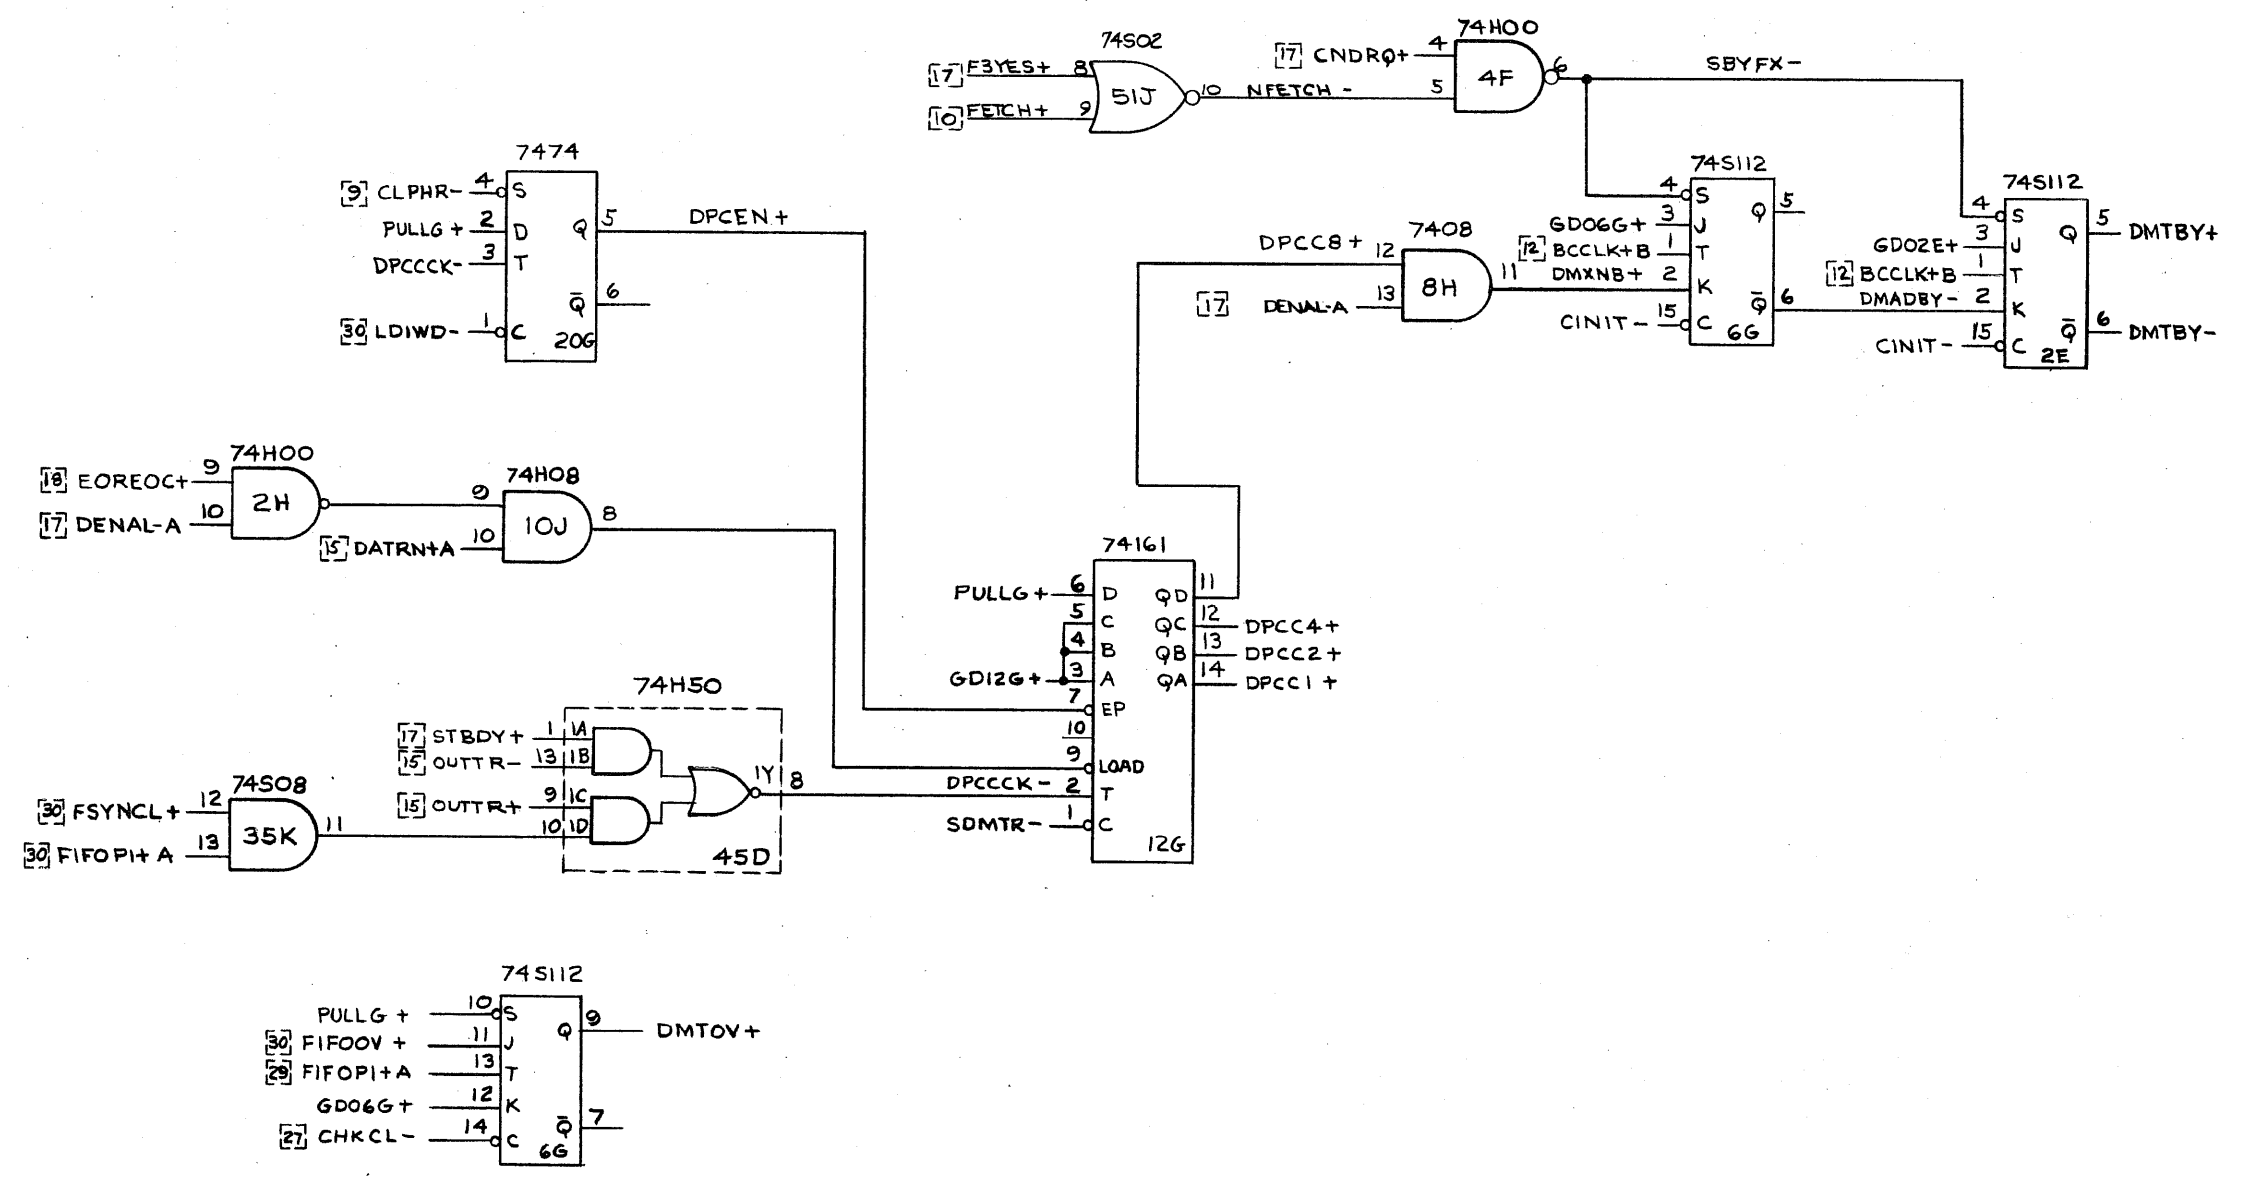 74S02
[17] F3YES+ 8
[10] FETCH+ 9
51J
10 NFETCH -
74H00
[17] CNDRQ+ 4
5
4F
6
SBYFX-
7474
[9] CLPHR- 4 S
PULLG+ 2 D
DPCCCK- 3 T
[30] LDIWD- 1 C
Q 5
Q̅ 6
20G
DPCEN+
74S112
4 S
GD06G+ 3 J
[12] BCCLK+B 1 T
DMXNB+ 2 K
CINIT- 15 C
Q 5
Q̅ 6
6G
74S112
4 S
GD02E+ 3 J
[12] BCCLK+B 1 T
DMADBY- 2 K
CINIT- 15 C
Q 5 DMTBY+
Q̅ 6 DMTBY-
2E
7408
DPCC8+ 12
[17] DENAL-A 13
8H
11
74H00
[18] EOREOC+ 9
[17] DENAL-A 10
2H
74H08
9
[15] DATRN+A 10
10J
8
74161
PULLG+ 6 D
5 C
4 B
GD12G+ 3 A
7 EP
10
9 LOAD
DPCCCK- 2 T
SDMTR- 1 C
QD 11
QC 12 DPCC4+
QB 13 DPCC2+
QA 14 DPCC1+
12G
74H50
[17] STBDY+ 1 1A
[15] OUTTR- 13 1B
[15] OUTTR+ 9 1C
10 1D
1Y 8
45D
74S08
[30] FSYNCL+ 12
[30] FIFOPI+A 13
35K
11
74S112
PULLG+ 10 S
[30] FIFOOV+ 11 J
[29] FIFOPI+A 13 T
GD06G+ 12 K
[27] CHKCL- 14 C
Q 9 DMTOV+
Q̅ 7
6G